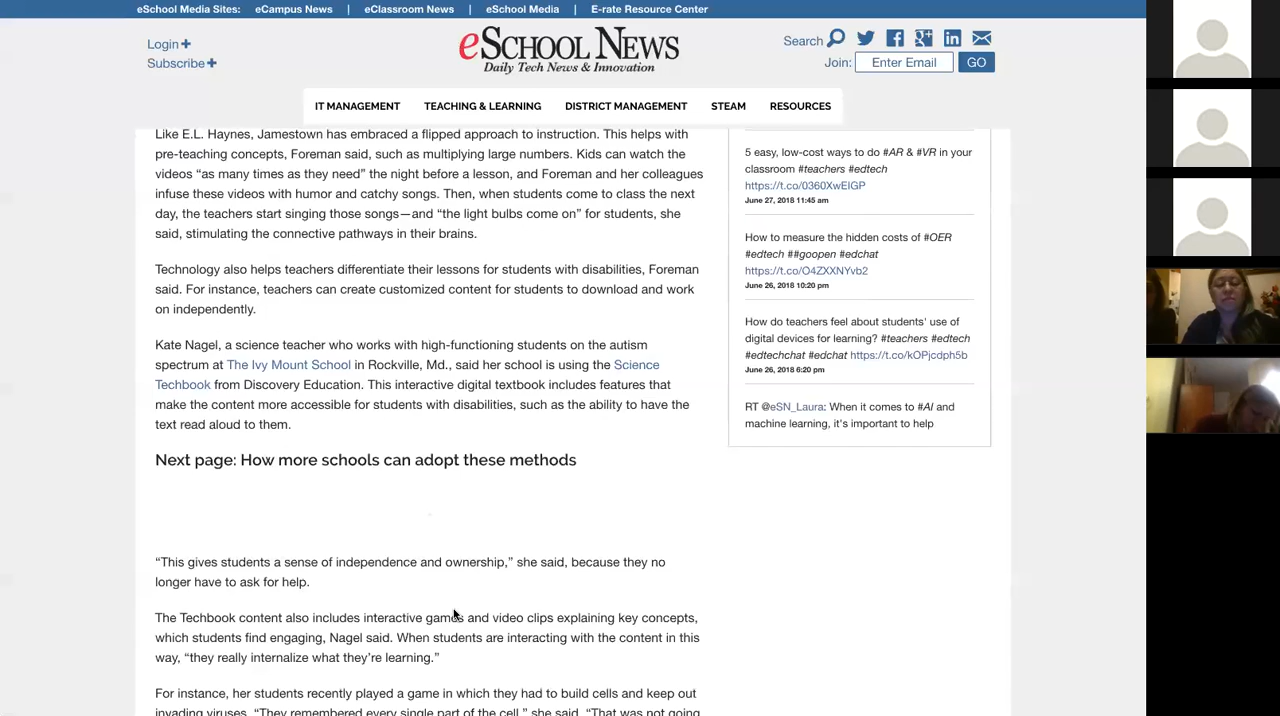 eSchool Media Sites: eCampus News | eClassroom News | eSchool Media | E-rate Resource Center
Login
Subscribe
eSCHOOL NEWS
Daily Tech News & Innovation
Search
Join: Enter Email GO
IT MANAGEMENT TEACHING & LEARNING DISTRICT MANAGEMENT STEAM RESOURCES
Like E.L. Haynes, Jamestown has embraced a flipped approach to instruction. This helps with
pre-teaching concepts, Foreman said, such as multiplying large numbers. Kids can watch the
videos “as many times as they need” the night before a lesson, and Foreman and her colleagues
infuse these videos with humor and catchy songs. Then, when students come to class the next
day, the teachers start singing those songs—and “the light bulbs come on” for students, she
said, stimulating the connective pathways in their brains.
Technology also helps teachers differentiate their lessons for students with disabilities, Foreman
said. For instance, teachers can create customized content for students to download and work
on independently.
Kate Nagel, a science teacher who works with high-functioning students on the autism
spectrum at The Ivy Mount School in Rockville, Md., said her school is using the Science
Techbook from Discovery Education. This interactive digital textbook includes features that
make the content more accessible for students with disabilities, such as the ability to have the
text read aloud to them.
Next page: How more schools can adopt these methods
“This gives students a sense of independence and ownership,” she said, because they no
longer have to ask for help.
The Techbook content also includes interactive games and video clips explaining key concepts,
which students find engaging, Nagel said. When students are interacting with the content in this
way, “they really internalize what they’re learning.”
For instance, her students recently played a game in which they had to build cells and keep out
invading viruses. “They remembered every single part of the cell,” she said. “That was not going
5 easy, low-cost ways to do #AR & #VR in your
classroom #teachers #edtech
https://t.co/0360XwEIGP
June 27, 2018 11:45 am
How to measure the hidden costs of #OER
#edtech ##goopen #edchat
https://t.co/O4ZXXNYvb2
June 26, 2018 10:20 pm
How do teachers feel about students' use of
digital devices for learning? #teachers #edtech
#edtechchat #edchat https://t.co/kOPjcdph5b
June 26, 2018 6:20 pm
RT @eSN_Laura: When it comes to #AI and
machine learning, it's important to help